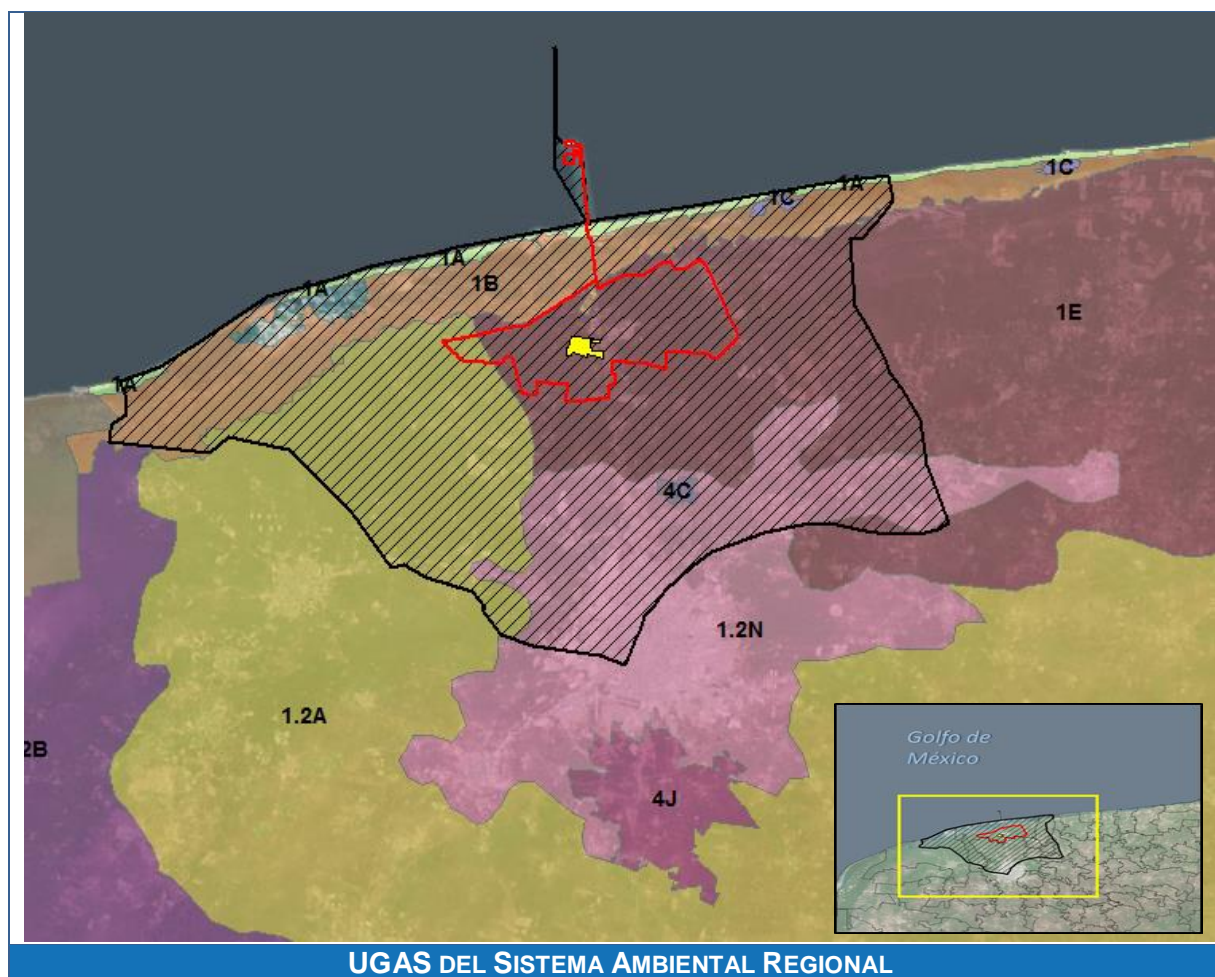 1C
1A
1C
1A
1B
1A
1E
1A
4C
1.2N
1.2A
2B
4J
Golfo de
México
UGAS DEL SISTEMA AMBIENTAL REGIONAL